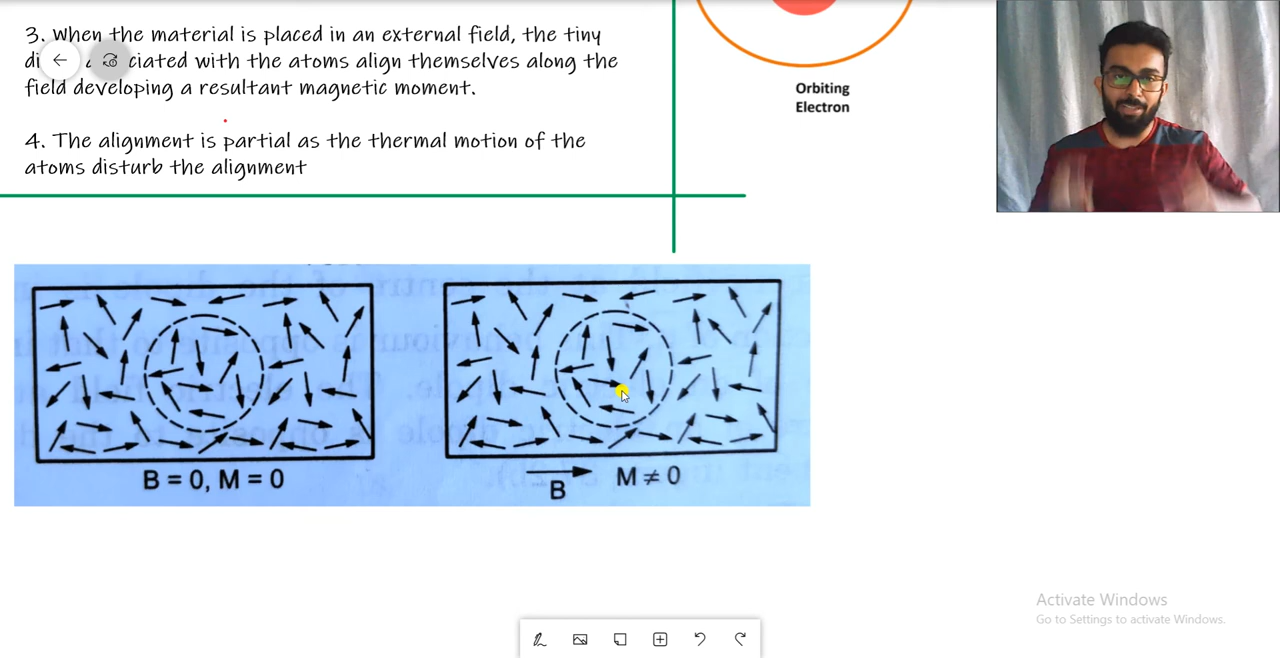 3. When the material is placed in an external field, the tiny
ciated with the atoms align themselves along the
field developing a resultant magnetic moment.
4. The alignment is partial as the thermal motion of the
atoms disturb the alignment
Orbiting
Electron
B = 0, M = 0
B
M ≠ 0
Activate Windows
Go to Settings to activate Windows.